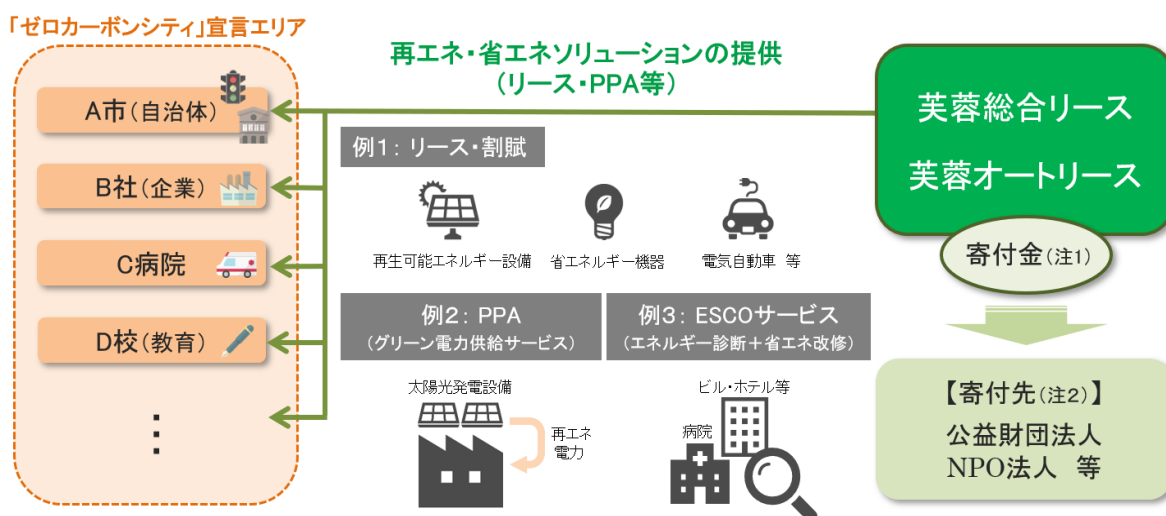 「ゼロカーボンシティ」宣言エリア
A市(自治体)
B社(企業)
C病院
D校(教育)
⋮
再エネ・省エネソリューションの提供
(リース・PPA等)
例1: リース・割賦
再生可能エネルギー設備
省エネルギー機器
電気自動車 等
例2: PPA
(グリーン電力供給サービス)
太陽光発電設備
再エネ
電力
例3: ESCOサービス
(エネルギー診断+省エネ改修)
ビル・ホテル等
病院
芙蓉総合リース
芙蓉オートリース
寄付金(注1)
【寄付先(注2)】
公益財団法人
NPO法人 等